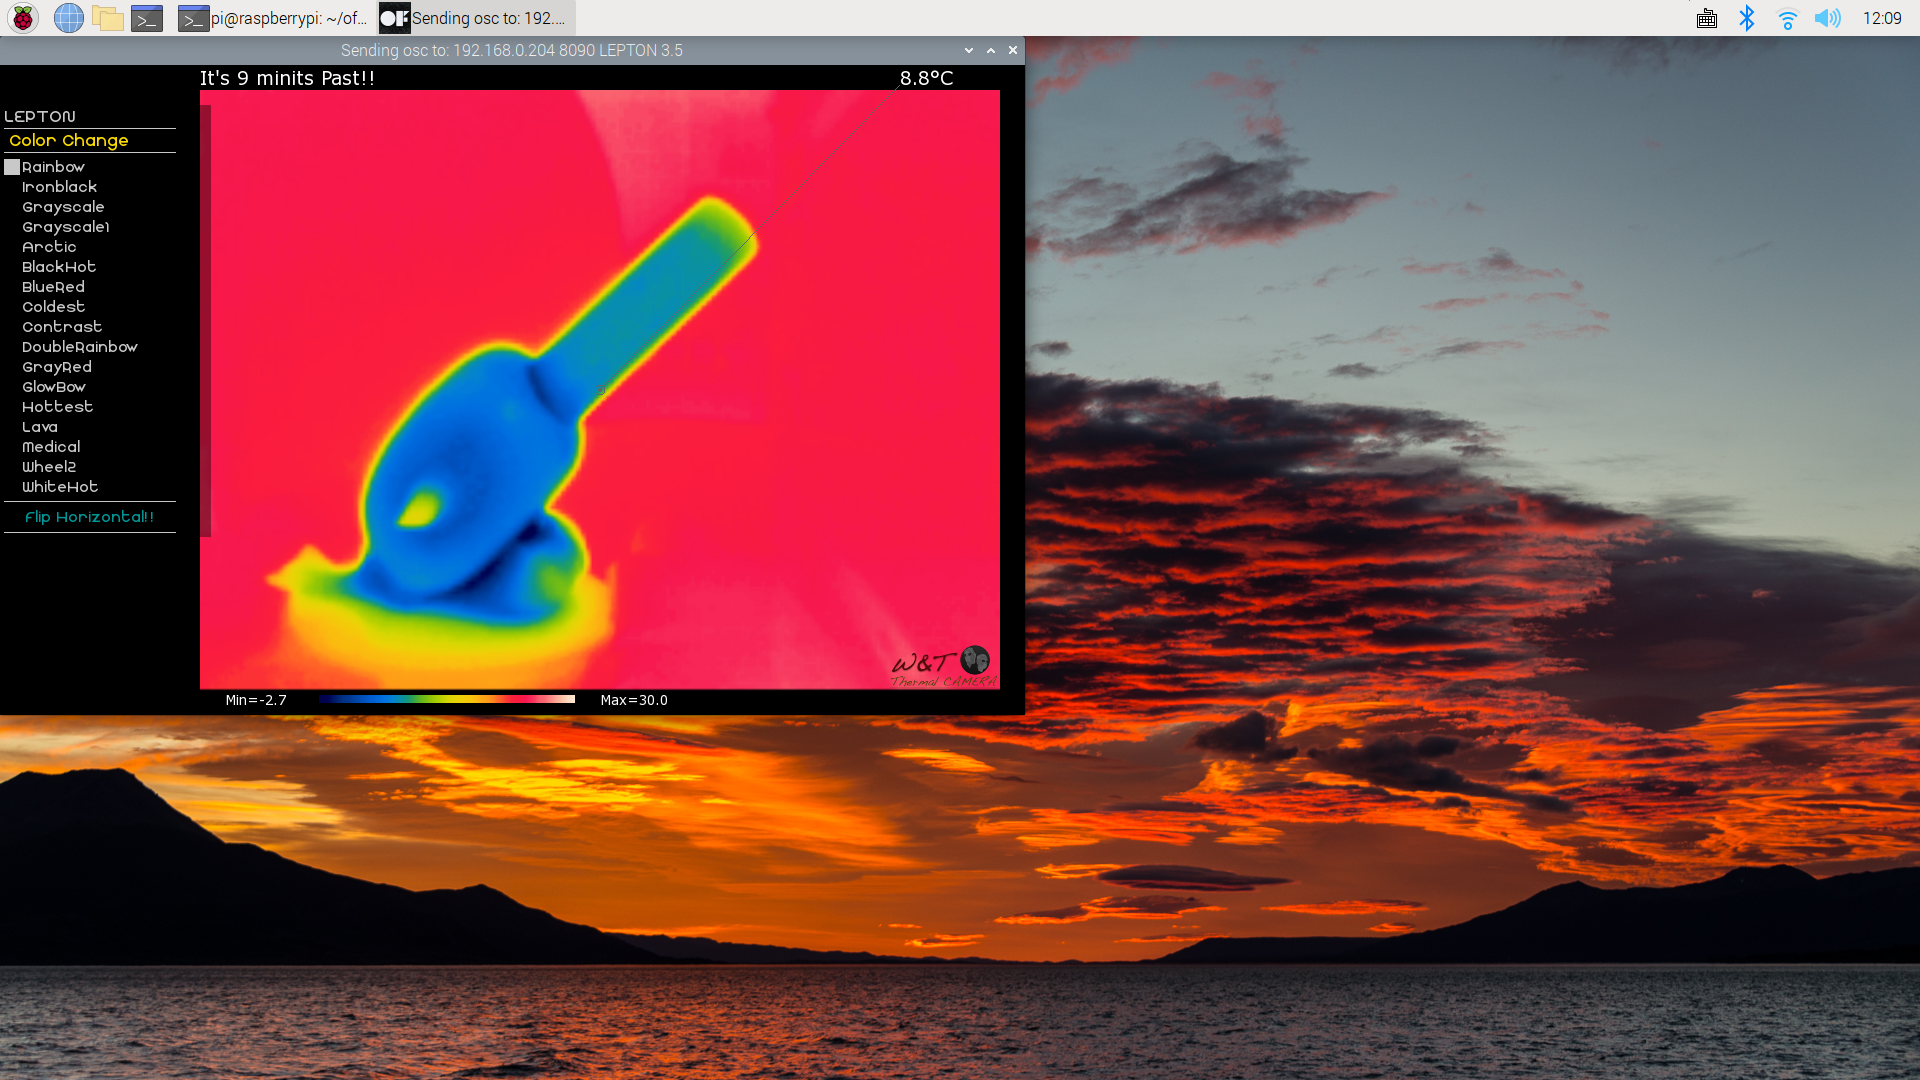 pi@raspberrypi: ~/of...
Sending osc to: 192....
12:09
Sending osc to: 192.168.0.204 8090 LEPTON 3.5
It's 9 minits Past!!
8.8°C
LEPTON
Color Change
Rainbow
Ironblack
Grayscale
Grayscale1
Arctic
BlackHot
BlueRed
Coldest
Contrast
DoubleRainbow
GrayRed
GlowBow
Hottest
Lava
Medical
Wheel2
WhiteHot
Flip Horizontal!!
W&T
Thermal CAMERA
Min=-2.7
Max=30.0